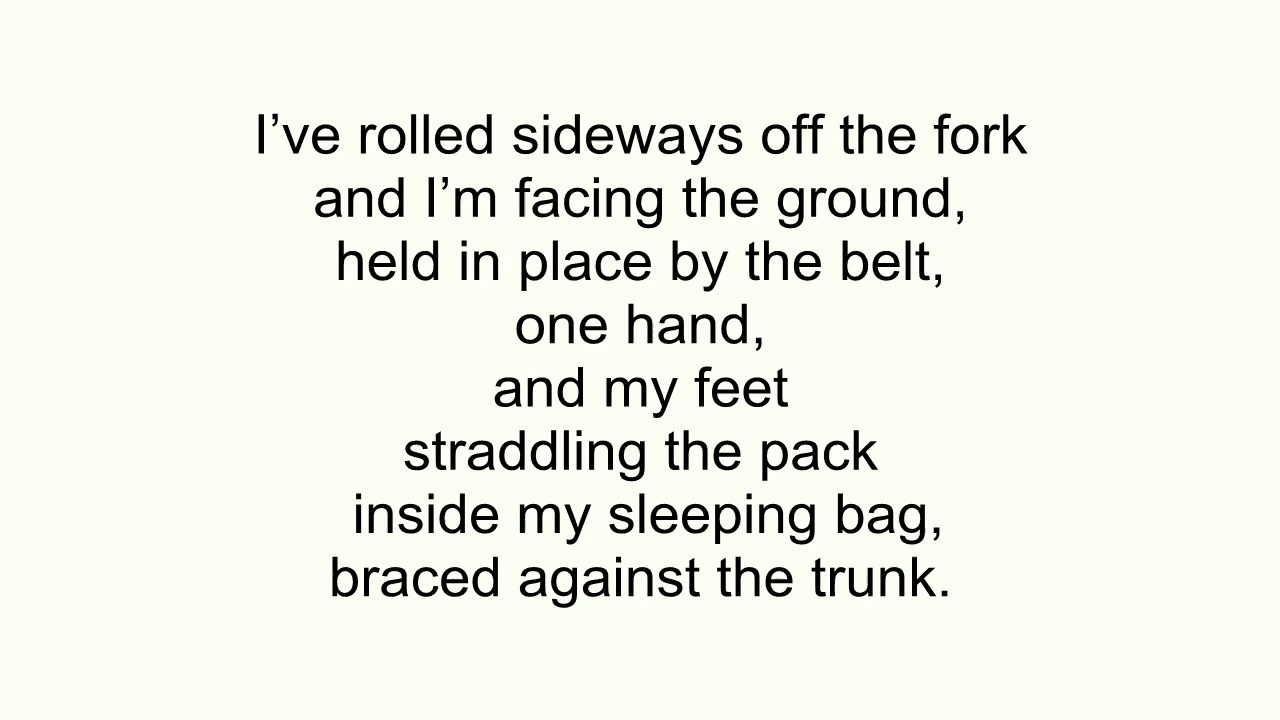 I’ve rolled sideways off the fork
and I’m facing the ground,
held in place by the belt,
one hand,
and my feet
straddling the pack
inside my sleeping bag,
braced against the trunk.